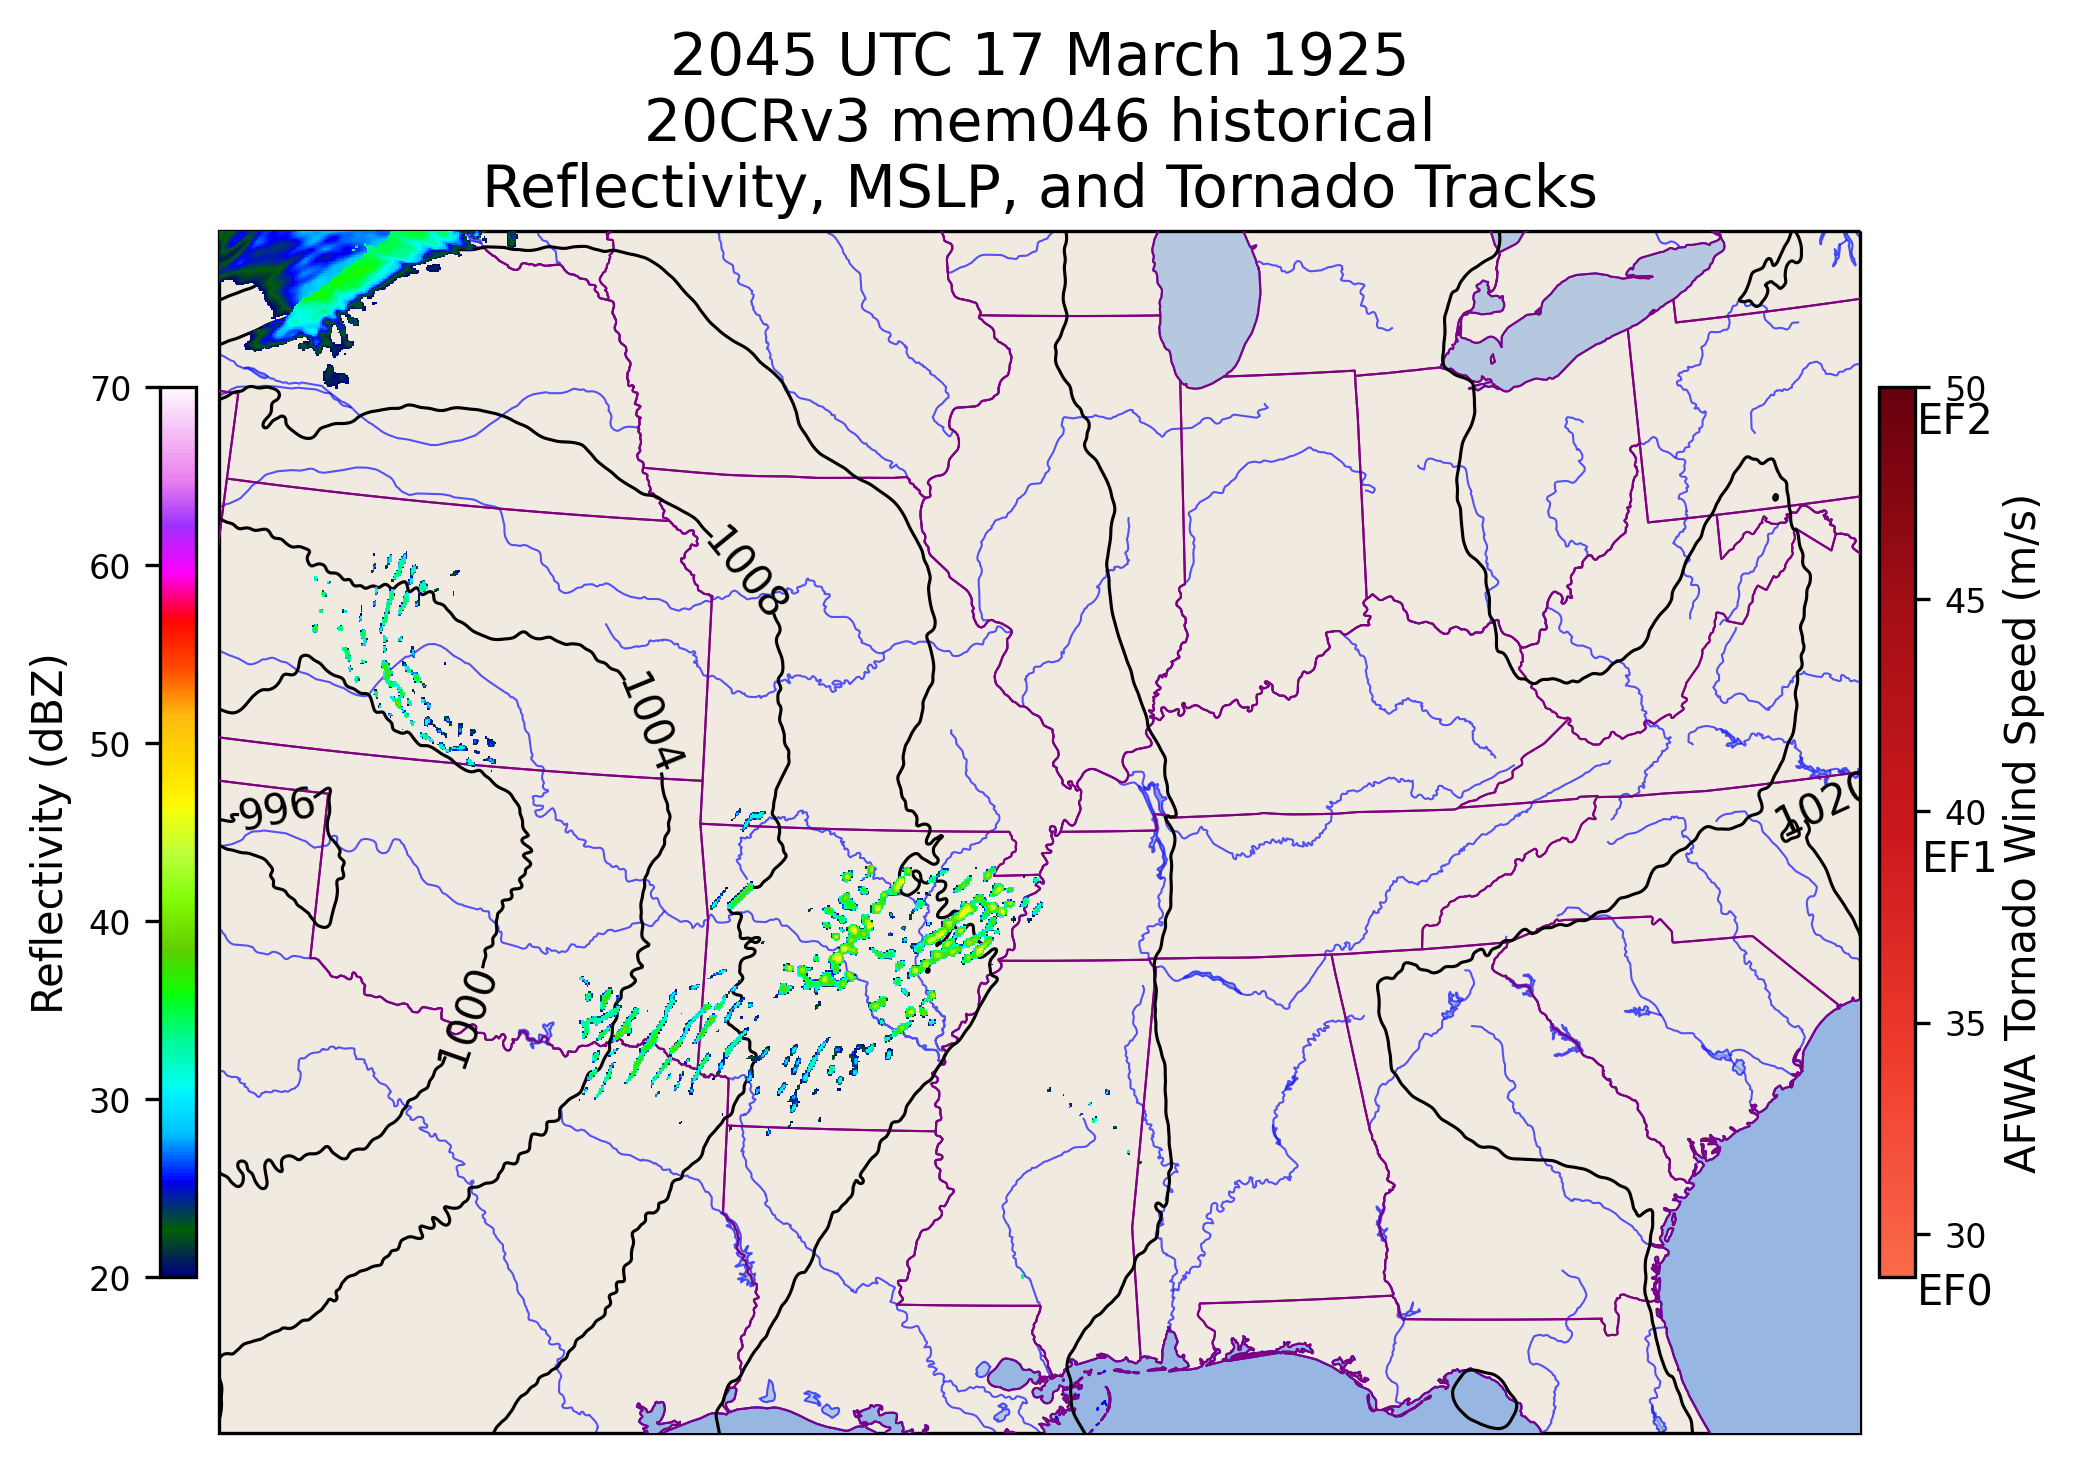 2045 UTC 17 March 1925
20CRv3 mem046 historical
Reflectivity, MSLP, and Tornado Tracks
Reflectivity (dBZ)
70
60
50
40
30
20
1008
1004
996
1000
1020
50
EF2
45
40
EF1
35
30
EF0
AFWA Tornado Wind Speed (m/s)